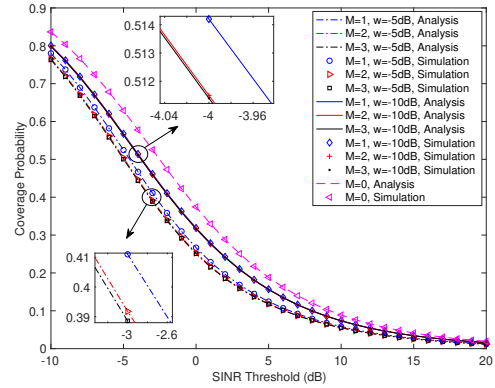 Coverage Probability
0.9
0.8
0.7
0.6
0.5
0.4
0.3
0.2
0.1
0
0.514
0.513
0.512
-4.04
-4
-3.96
M=1, w=-5dB, Analysis
M=2, w=-5dB, Analysis
M=3, w=-5dB, Analysis
M=1, w=-5dB, Simulation
M=2, w=-5dB, Simulation
M=3, w=-5dB, Simulation
M=1, w=-10dB, Analysis
M=2, w=-10dB, Analysis
M=3, w=-10dB, Analysis
M=1, w=-10dB, Simulation
M=2, w=-10dB, Simulation
M=3, w=-10dB, Simulation
M=0, Analysis
M=0, Simulation
0.41
0.4
0.39
-3
-2.6
-10
-5
0
5
10
15
20
SINR Threshold (dB)